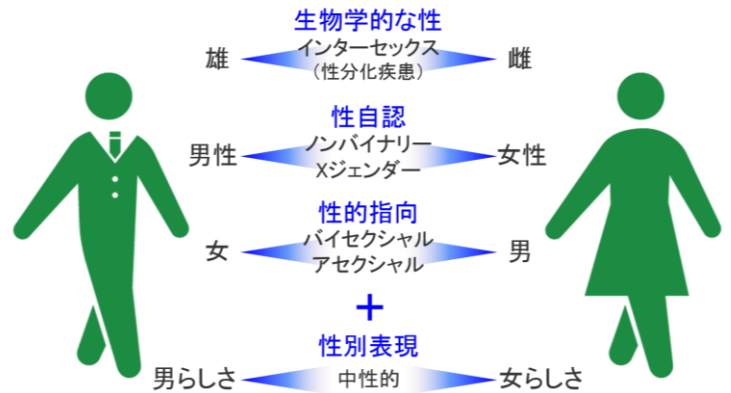 生物学的な性
雄 インターセックス 雌
(性分化疾患)
性自認
男性 ノンバイナリー 女性
Xジェンダー
性的指向
女 バイセクシャル 男
アセクシャル
+
性別表現
男らしさ 中性的 女らしさ